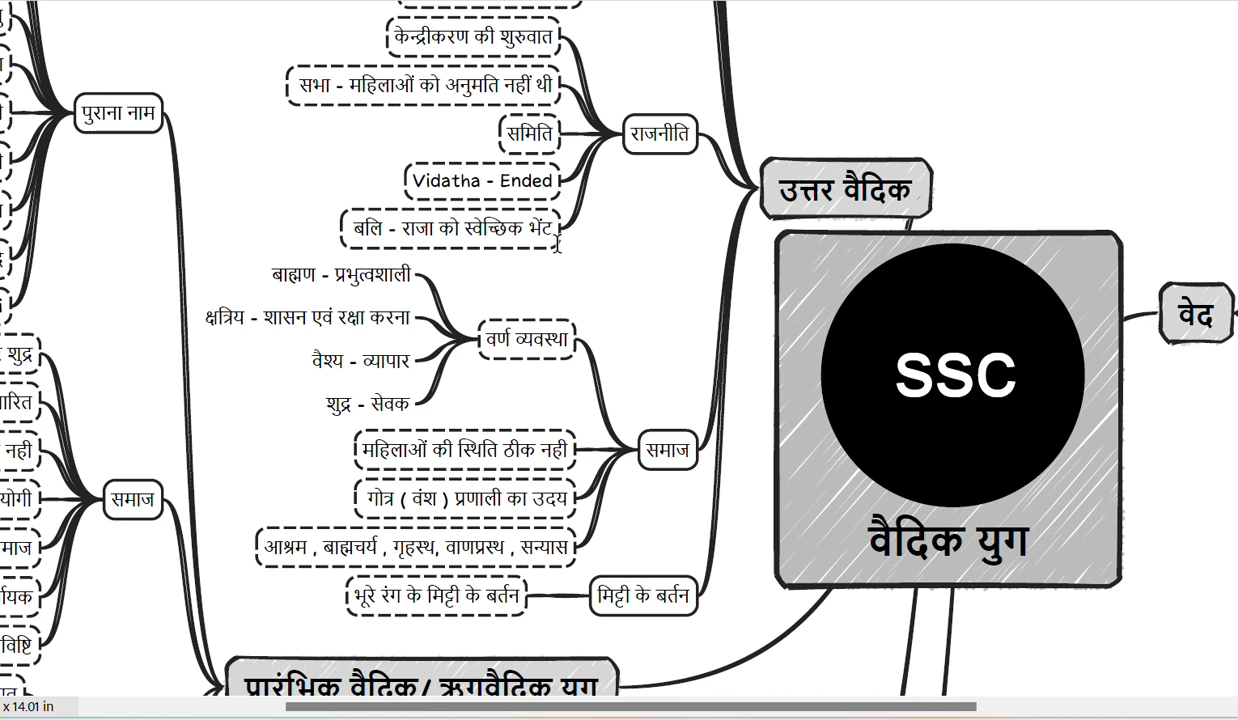 केन्द्रीकरण की शुरुवात
सभा - महिलाओं को अनुमति नहीं थी
समिति
Vidatha - Ended
बलि - राजा को स्वेच्छिक भेंट
राजनीति
उत्तर वैदिक
पुराना नाम
बाह्मण - प्रभुत्वशाली
क्षत्रिय - शासन एवं रक्षा करना
वैश्य - व्यापार
शुद्र - सेवक
वर्ण व्यवस्था
महिलाओं की स्थिति ठीक नही
गोत्र ( वंश ) प्रणाली का उदय
आश्रम , बाह्मचर्य , गृहस्थ, वाणप्रस्थ , सन्यास
समाज
भूरे रंग के मिट्टी के बर्तन
मिट्टी के बर्तन
SSC
वैदिक युग
वेद
शुद्र
नही
समाज
प्रारंभिक वैदिक/ ऋगवैदिक युग
x 14.01 in